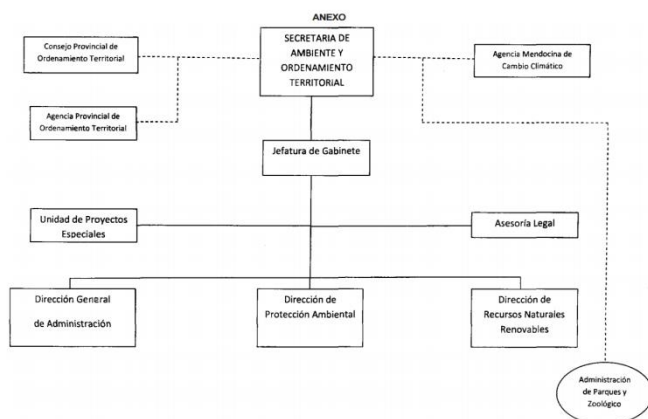 ANEXO
SECRETARIA DE
AMBIENTE Y
ORDENAMIENTO
TERRITORIAL
Consejo Provincial de
Ordenamiento Territorial
Agencia Mendocina de
Cambio Climático
Agencia Provincial de
Ordenamiento Territorial
Jefatura de Gabinete
Unidad de Proyectos
Especiales
Asesoría Legal
Dirección General
de Administración
Dirección de
Protección Ambiental
Dirección de
Recursos Naturales
Renovables
Administración
de Parques y
Zoológico